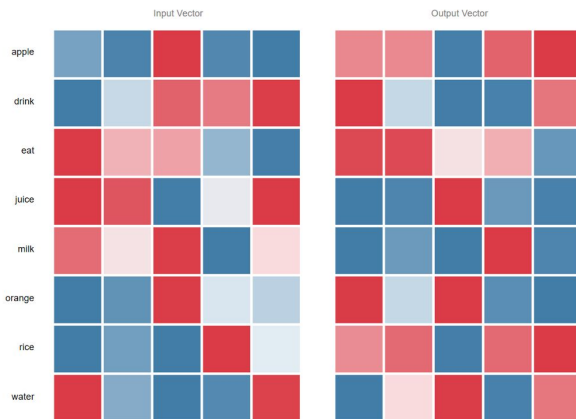 Input Vector
Output Vector
apple
drink
eat
juice
milk
orange
rice
water